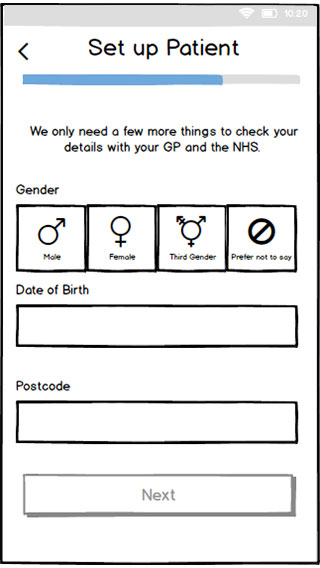 10:20
Set up Patient
We only need a few more things to check your
details with your GP and the NHS.
Gender
Male Female Third Gender Prefer not to say
Date of Birth
Postcode
Next